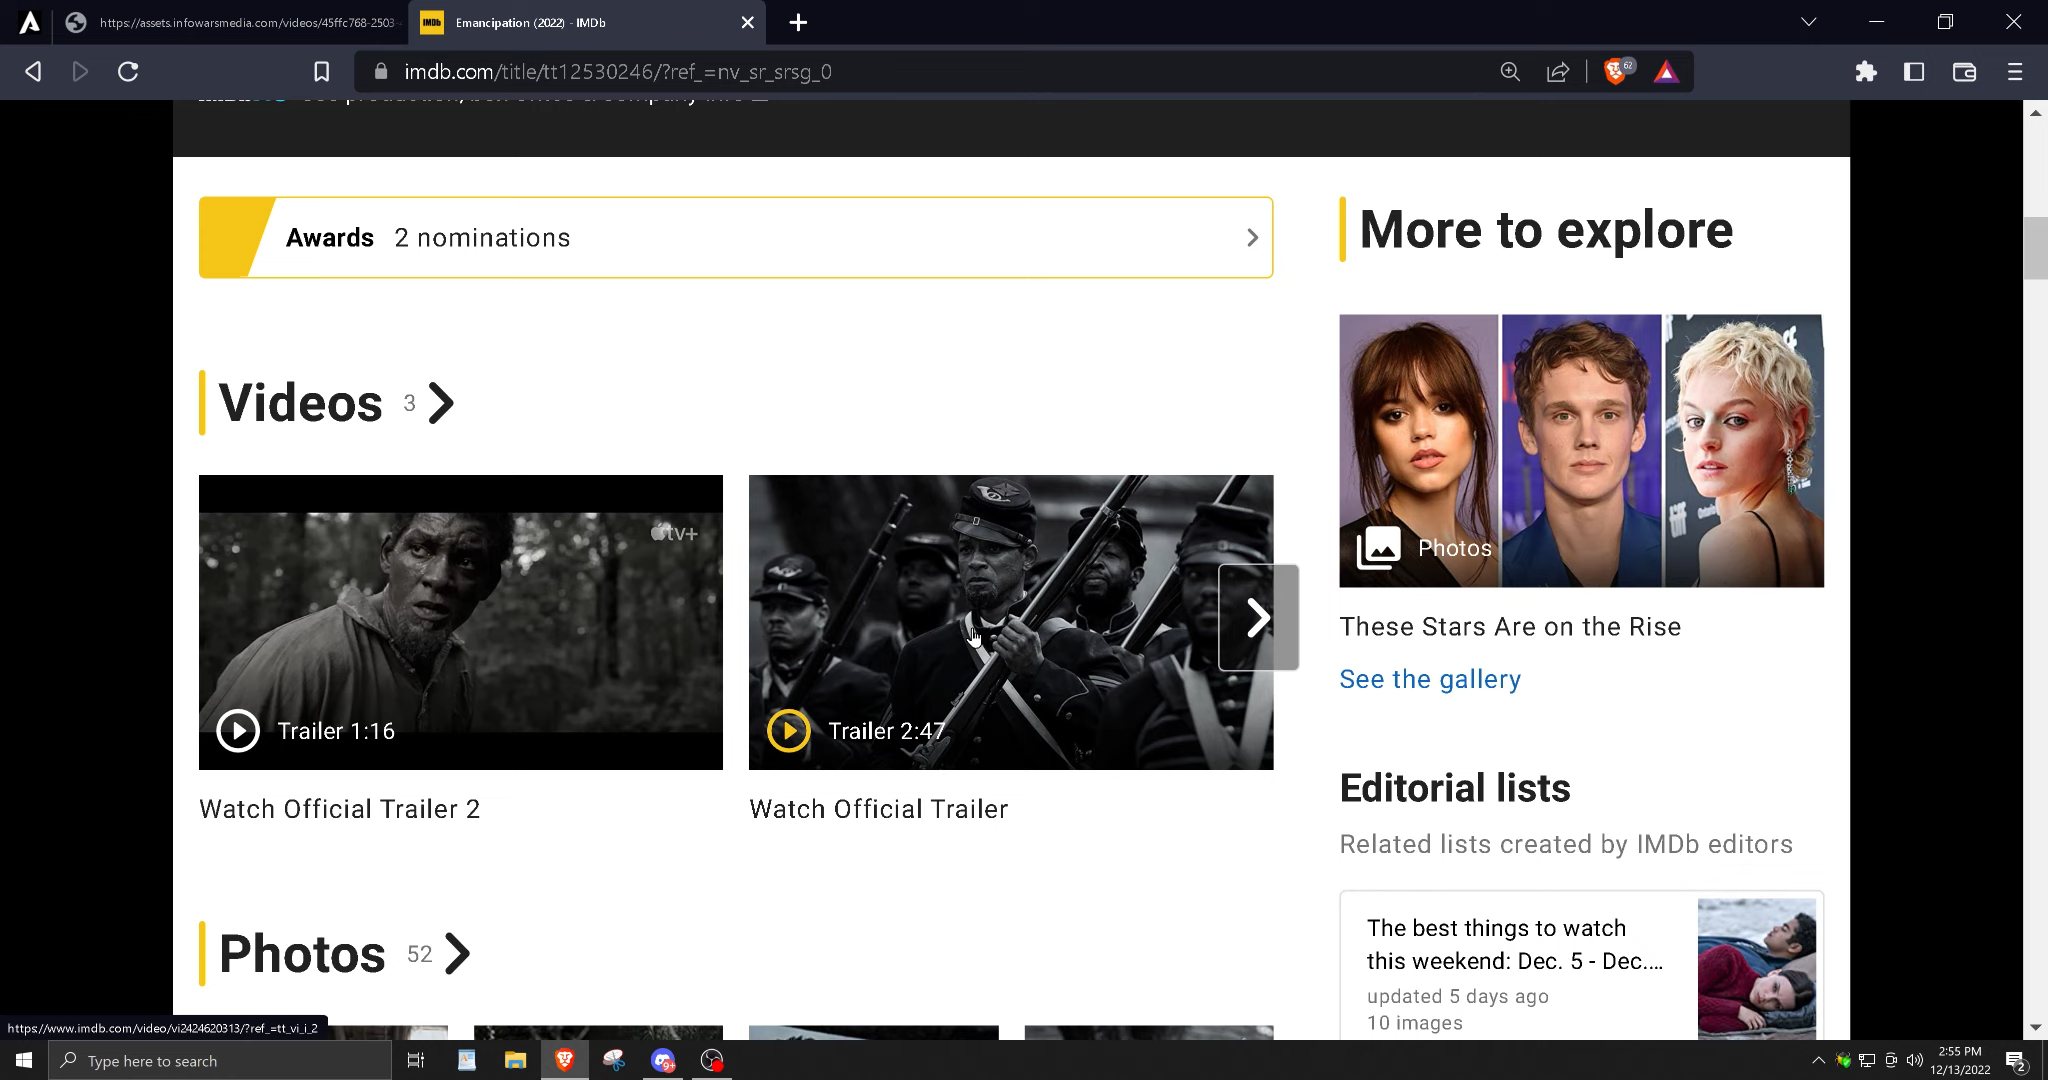 https://assets.infowarsmedia.com/videos/45ffc768-2503-
IMDb Emancipation (2022) - IMDb
imdb.com/title/tt12530246/?ref_=nv_sr_srsg_0
62
Awards 2 nominations
More to explore
Videos 3
tv+
Photos
Trailer 1:16
Trailer 2:47
These Stars Are on the Rise
See the gallery
Watch Official Trailer 2
Watch Official Trailer
Editorial lists
Related lists created by IMDb editors
Photos 52
The best things to watch
this weekend: Dec. 5 - Dec....
updated 5 days ago
10 images
https://www.imdb.com/video/vi2424620313/?ref_=tt_vi_i_2
Type here to search
9+
2:55 PM
12/13/2022
2